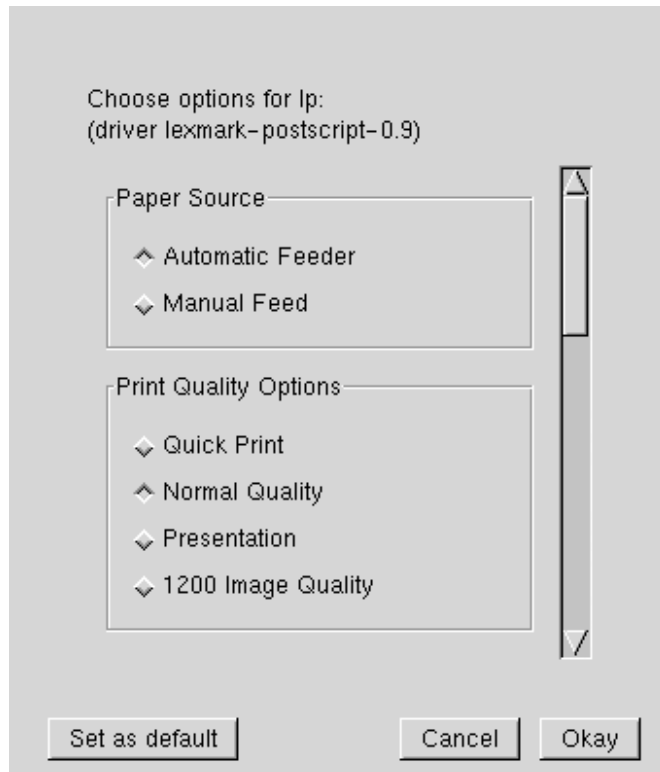 Choose options for lp:
(driver lexmark-postscript-0.9)
Paper Source
Automatic Feeder
Manual Feed
Print Quality Options
Quick Print
Normal Quality
Presentation
1200 Image Quality
Set as default Cancel Okay